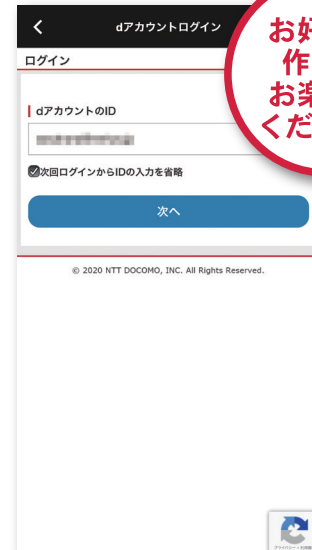 dアカウントログイン
ログイン
お好
作
お楽
くだ
dアカウントのID
次回ログインからIDの入力を省略
次へ
© 2020 NTT DOCOMO, INC. All Rights Reserved.